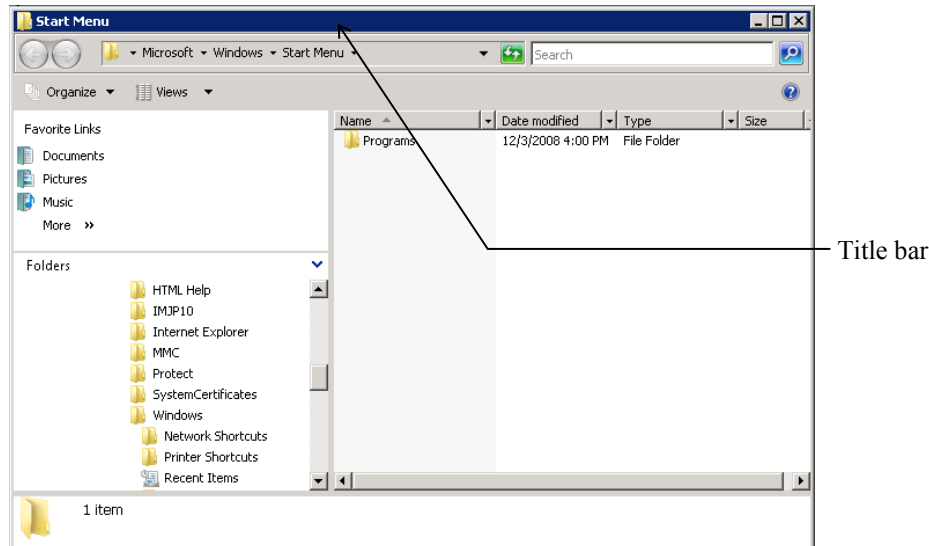 Start Menu
Microsoft Windows Start Menu
Search
Organize Views
Favorite Links
Documents
Pictures
Music
More »
Folders
HTML Help
IMJP10
Internet Explorer
MMC
Protect
SystemCertificates
Windows
Network Shortcuts
Printer Shortcuts
Recent Items
Name Date modified Type Size
Programs 12/3/2008 4:00 PM File Folder
1 item
Title bar